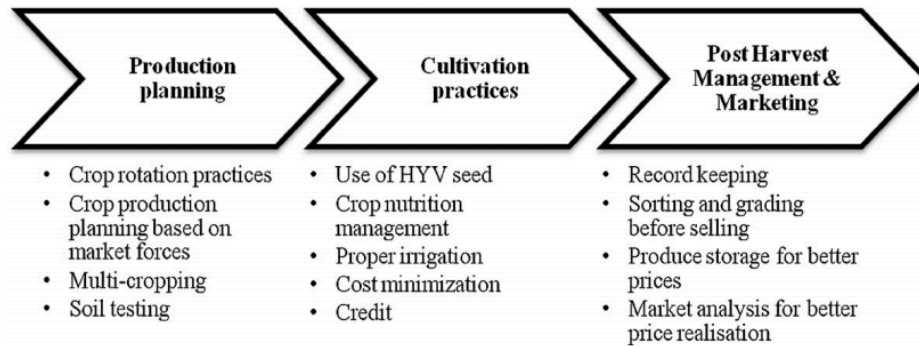 Production
planning
• Crop rotation practices
• Crop production
planning based on
market forces
• Multi-cropping
• Soil testing
Cultivation
practices
• Use of HYV seed
• Crop nutrition
management
• Proper irrigation
• Cost minimization
• Credit
Post Harvest
Management &
Marketing
• Record keeping
• Sorting and grading
before selling
• Produce storage for better
prices
• Market analysis for better
price realisation